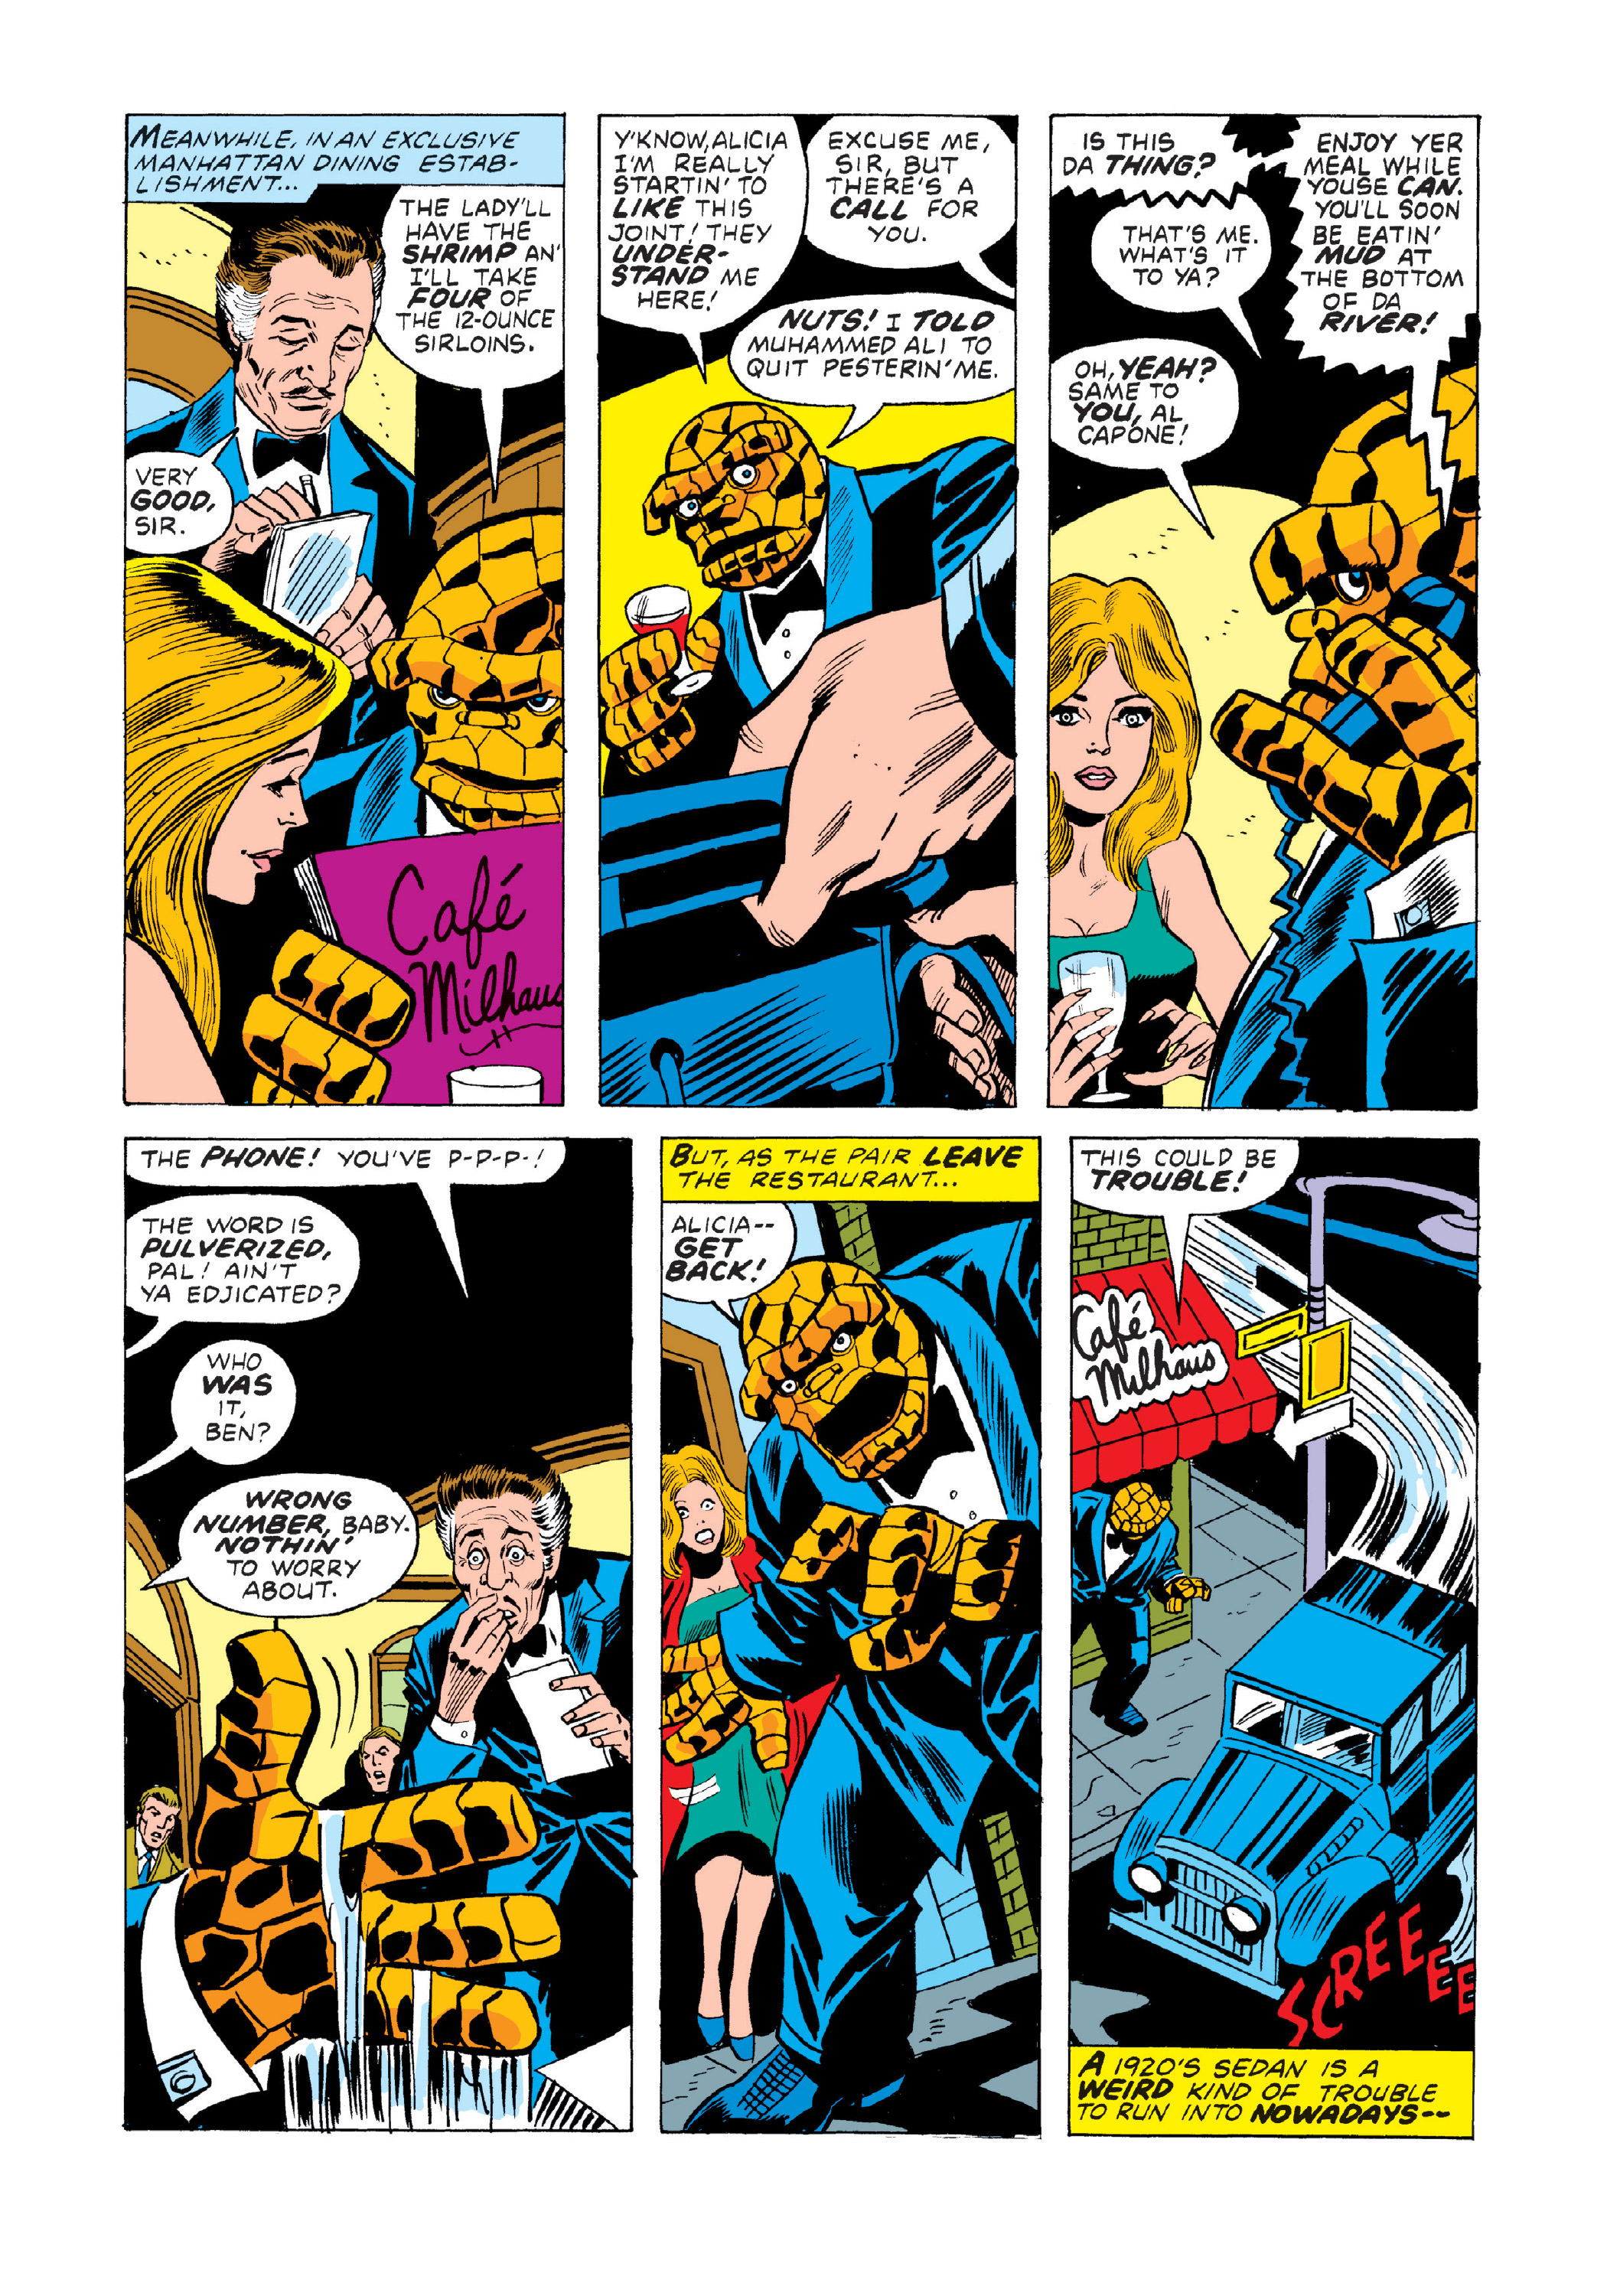 MEANWHILE, IN AN EXCLUSIVE
MANHATTAN DINING ESTAB-
LISHMENT...
THE LADY'LL
HAVE THE
SHRIMP AN'
I'LL TAKE
FOUR OF
THE 12-OUNCE
SIRLOINS.
VERY
GOOD,
SIR.
Café
Milhaus
Y'KNOW, ALICIA
I'M REALLY
STARTIN' TO
LIKE THIS
JOINT! THEY
UNDER-
STAND ME
HERE!
EXCUSE ME,
SIR, BUT
THERE'S A
CALL FOR
YOU.
NUTS! I TOLD
MUHAMMED ALI TO
QUIT PESTERIN' ME.
IS THIS
DA THING?
THAT'S ME.
WHAT'S IT
TO YA?
ENJOY YER
MEAL WHILE
YOUSE CAN.
YOU'LL SOON
BE EATIN'
MUD AT
THE BOTTOM
OF DA
RIVER!
OH, YEAH?
SAME TO
YOU, AL
CAPONE!
THE PHONE! YOU'VE P-P-P-!
THE WORD IS
PULVERIZED,
PAL! AIN'T
YA EDJICATED?
WHO
WAS
IT,
BEN?
WRONG
NUMBER, BABY.
NOTHIN'
TO WORRY
ABOUT.
BUT, AS THE PAIR LEAVE
THE RESTAURANT...
ALICIA--
GET
BACK!
THIS COULD BE
TROUBLE!
Café
Milhaus
SCREEEEE
A 1920'S SEDAN IS A
WEIRD KIND OF TROUBLE
TO RUN INTO NOWADAYS--